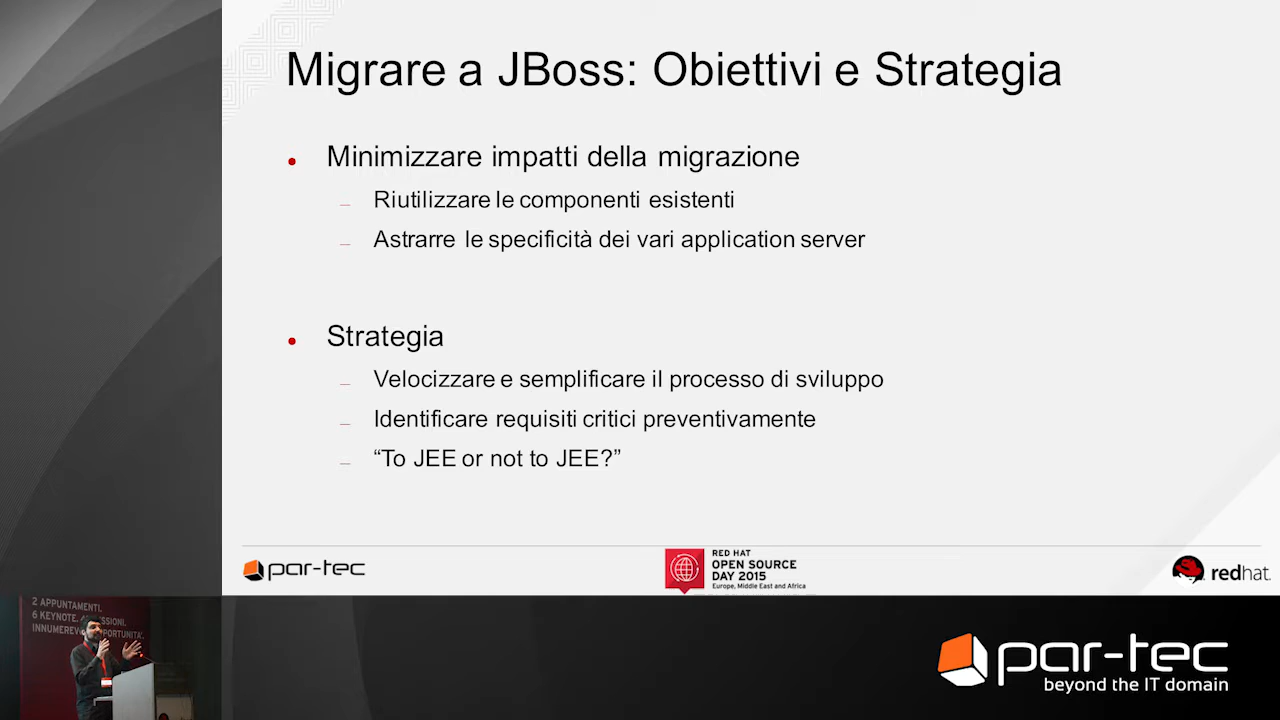 Migrare a JBoss: Obiettivi e Strategia
Minimizzare impatti della migrazione
Riutilizzare le componenti esistenti
Astrarre le specificità dei vari application server
Strategia
Velocizzare e semplificare il processo di sviluppo
Identificare requisiti critici preventivamente
“To JEE or not to JEE?”
par-tec
RED HAT
OPEN SOURCE
DAY 2015
Europe, Middle East and Africa
redhat.
2 APPUNTAMENTI,
6 KEYNOTE,
par-tec
beyond the IT domain